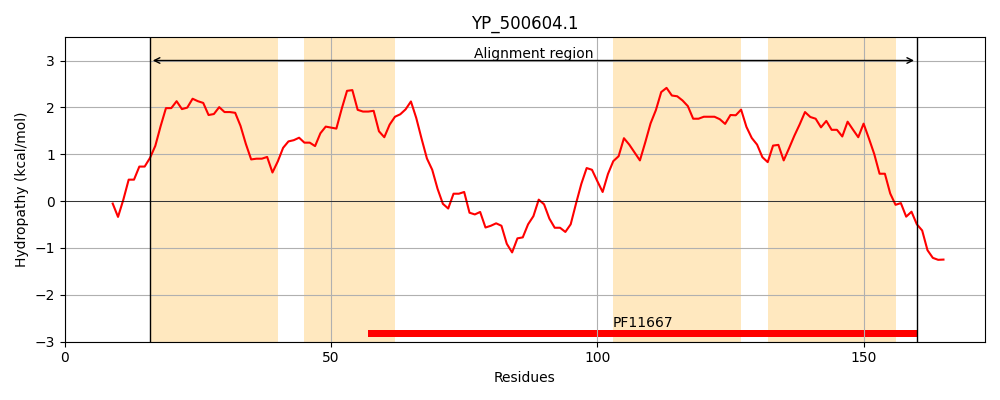 YP_500604.1
Alignment region
Hydropathy (kcal/mol)
3
2
1
0
−1
−2
−3
PF11667
0
50
100
150
Residues